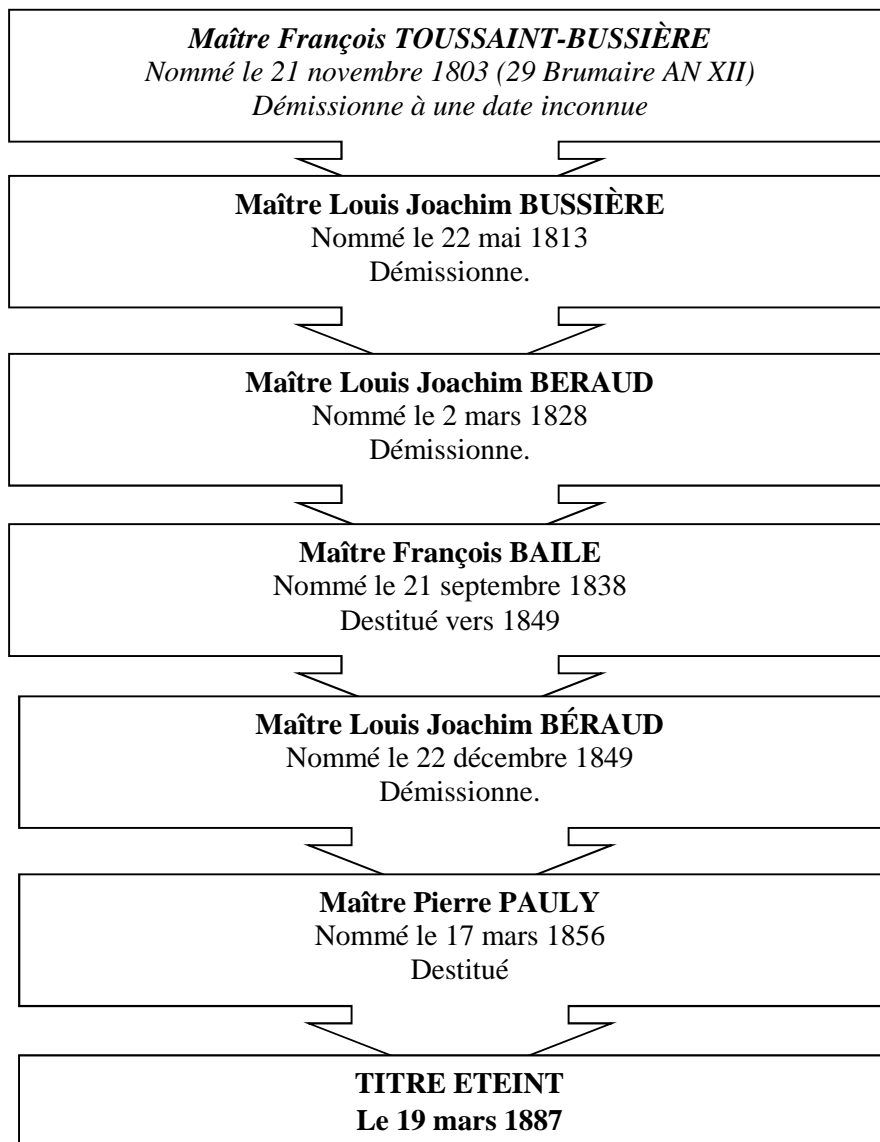 Maître François TOUSSAINT-BUSSIÈRE
Nommé le 21 novembre 1803 (29 Brumaire AN XII)
Démissionne à une date inconnue
Maître Louis Joachim BUSSIÈRE
Nommé le 22 mai 1813
Démissionne.
Maître Louis Joachim BERAUD
Nommé le 2 mars 1828
Démissionne.
Maître François BAILE
Nommé le 21 septembre 1838
Destitué vers 1849
Maître Louis Joachim BÉRAUD
Nommé le 22 décembre 1849
Démissionne.
Maître Pierre PAULY
Nommé le 17 mars 1856
Destitué
TITRE ETEINT
Le 19 mars 1887